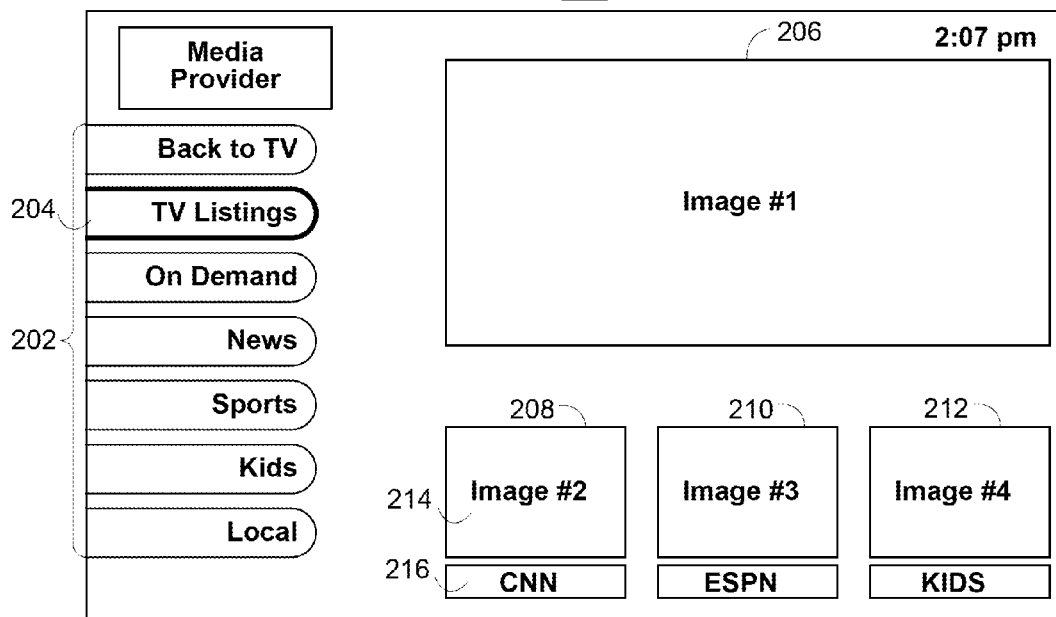 206
2:07 pm
Media
Provider
Back to TV
204
TV Listings
Image #1
On Demand
202
News
Sports
208
210
212
Kids
Image #2
Image #3
Image #4
214
Local
216
CNN
ESPN
KIDS